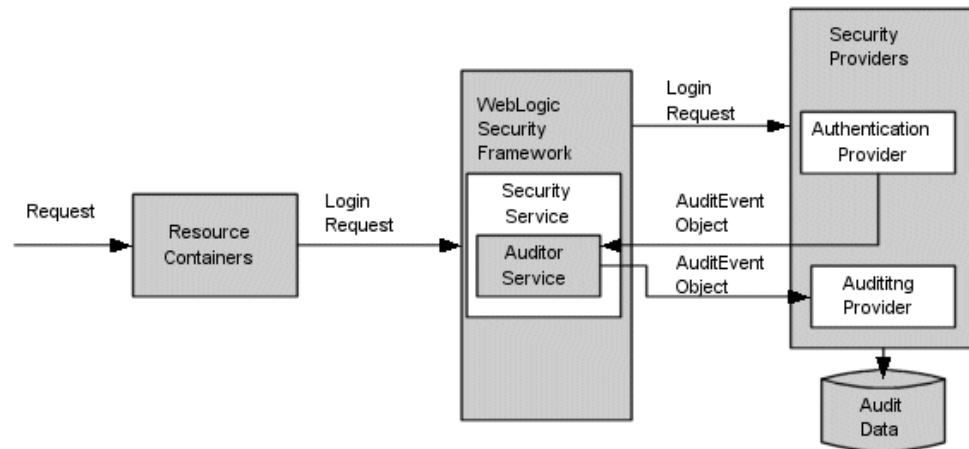 Request
Resource
Containers
Login
Request
WebLogic
Security
Framework
Security
Service
Auditor
Service
Login
Request
AuditEvent
Object
AuditEvent
Object
Security
Providers
Authentication
Provider
Audititng
Provider
Audit
Data